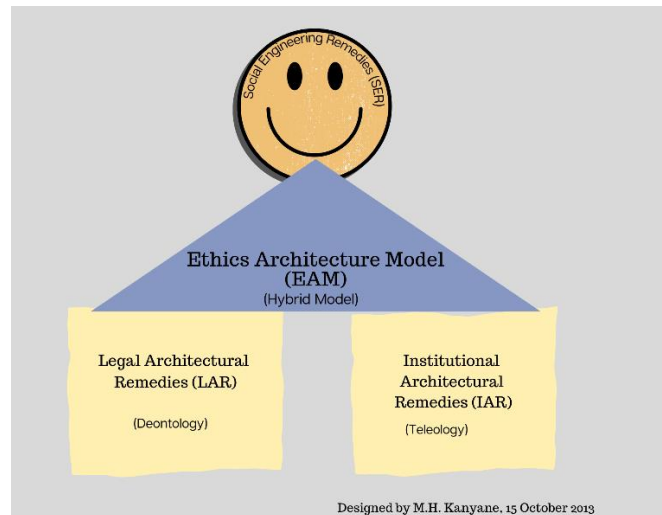 Social Engineering Remedies (SER)
Ethics Architecture Model
(EAM)
(Hybrid Model)
Legal Architectural
Remedies (LAR)
(Deontology)
Institutional
Architectural
Remedies (IAR)
(Teleology)
Designed by M.H. Kanyane, 15 October 2013